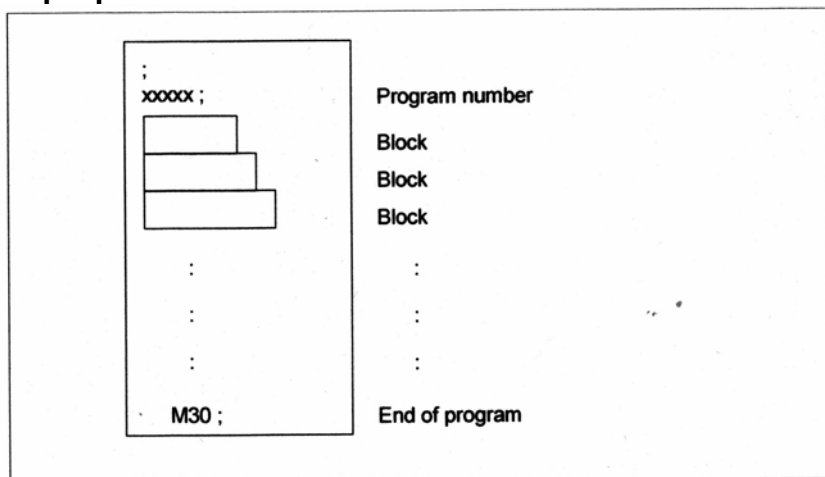 ;
xxxxx ; Program number
Block
Block
Block
: :
: :
: :
M30 ; End of program